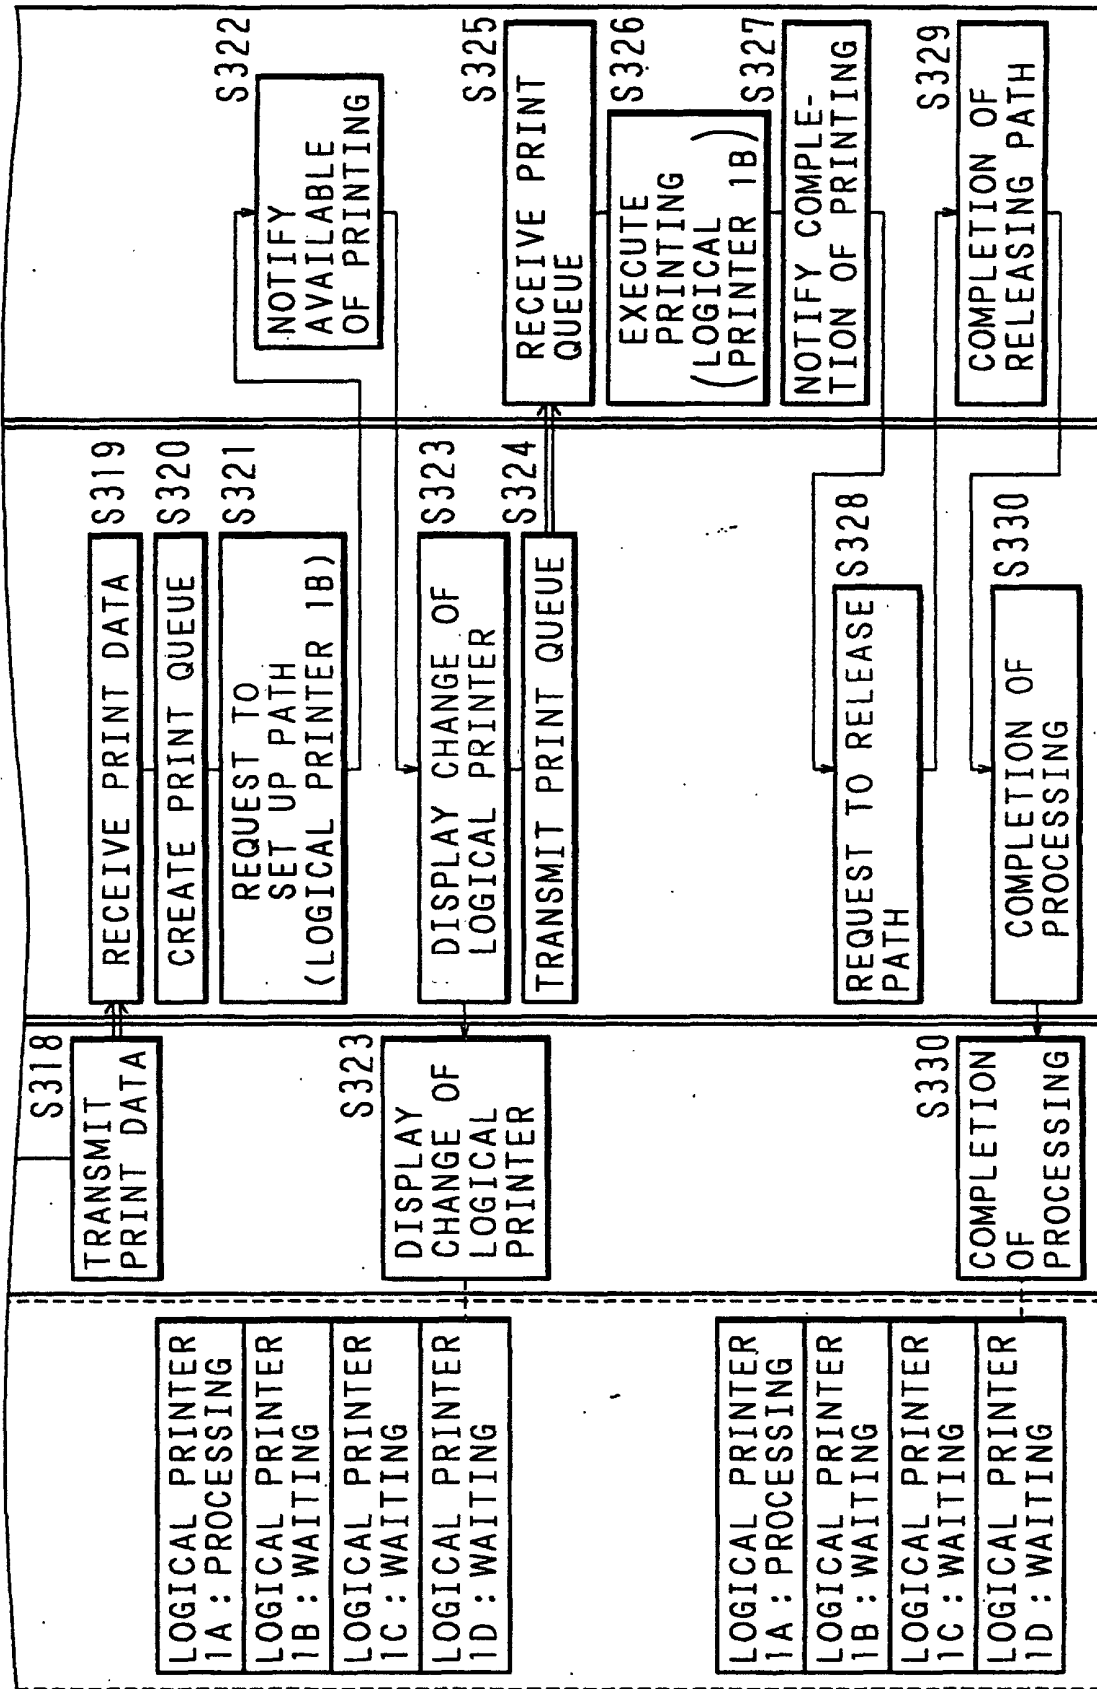 LOGICAL PRINTER
1A : PROCESSING
LOGICAL PRINTER
1B : WAITING
LOGICAL PRINTER
1C : WAITING
LOGICAL PRINTER
1D : WAITING
LOGICAL PRINTER
1A : PROCESSING
LOGICAL PRINTER
1B : WAITING
LOGICAL PRINTER
1C : WAITING
LOGICAL PRINTER
1D : WAITING
S318
TRANSMIT
PRINT DATA
S323
DISPLAY
CHANGE OF
LOGICAL
PRINTER
S330
COMPLETION
OF
PROCESSING
S319
RECEIVE PRINT DATA
S320
CREATE PRINT QUEUE
S321
REQUEST TO
SET UP PATH
(LOGICAL PRINTER 1B)
S323
DISPLAY CHANGE OF
LOGICAL PRINTER
S324
TRANSMIT PRINT QUEUE
S328
REQUEST TO RELEASE
PATH
S330
COMPLETION OF
PROCESSING
S322
NOTIFY
AVAILABLE
OF PRINTING
S325
RECEIVE PRINT
QUEUE
S326
EXECUTE
PRINTING
(LOGICAL
PRINTER 1B)
S327
NOTIFY COMPLE-
TION OF PRINTING
S329
COMPLETION OF
RELEASING PATH